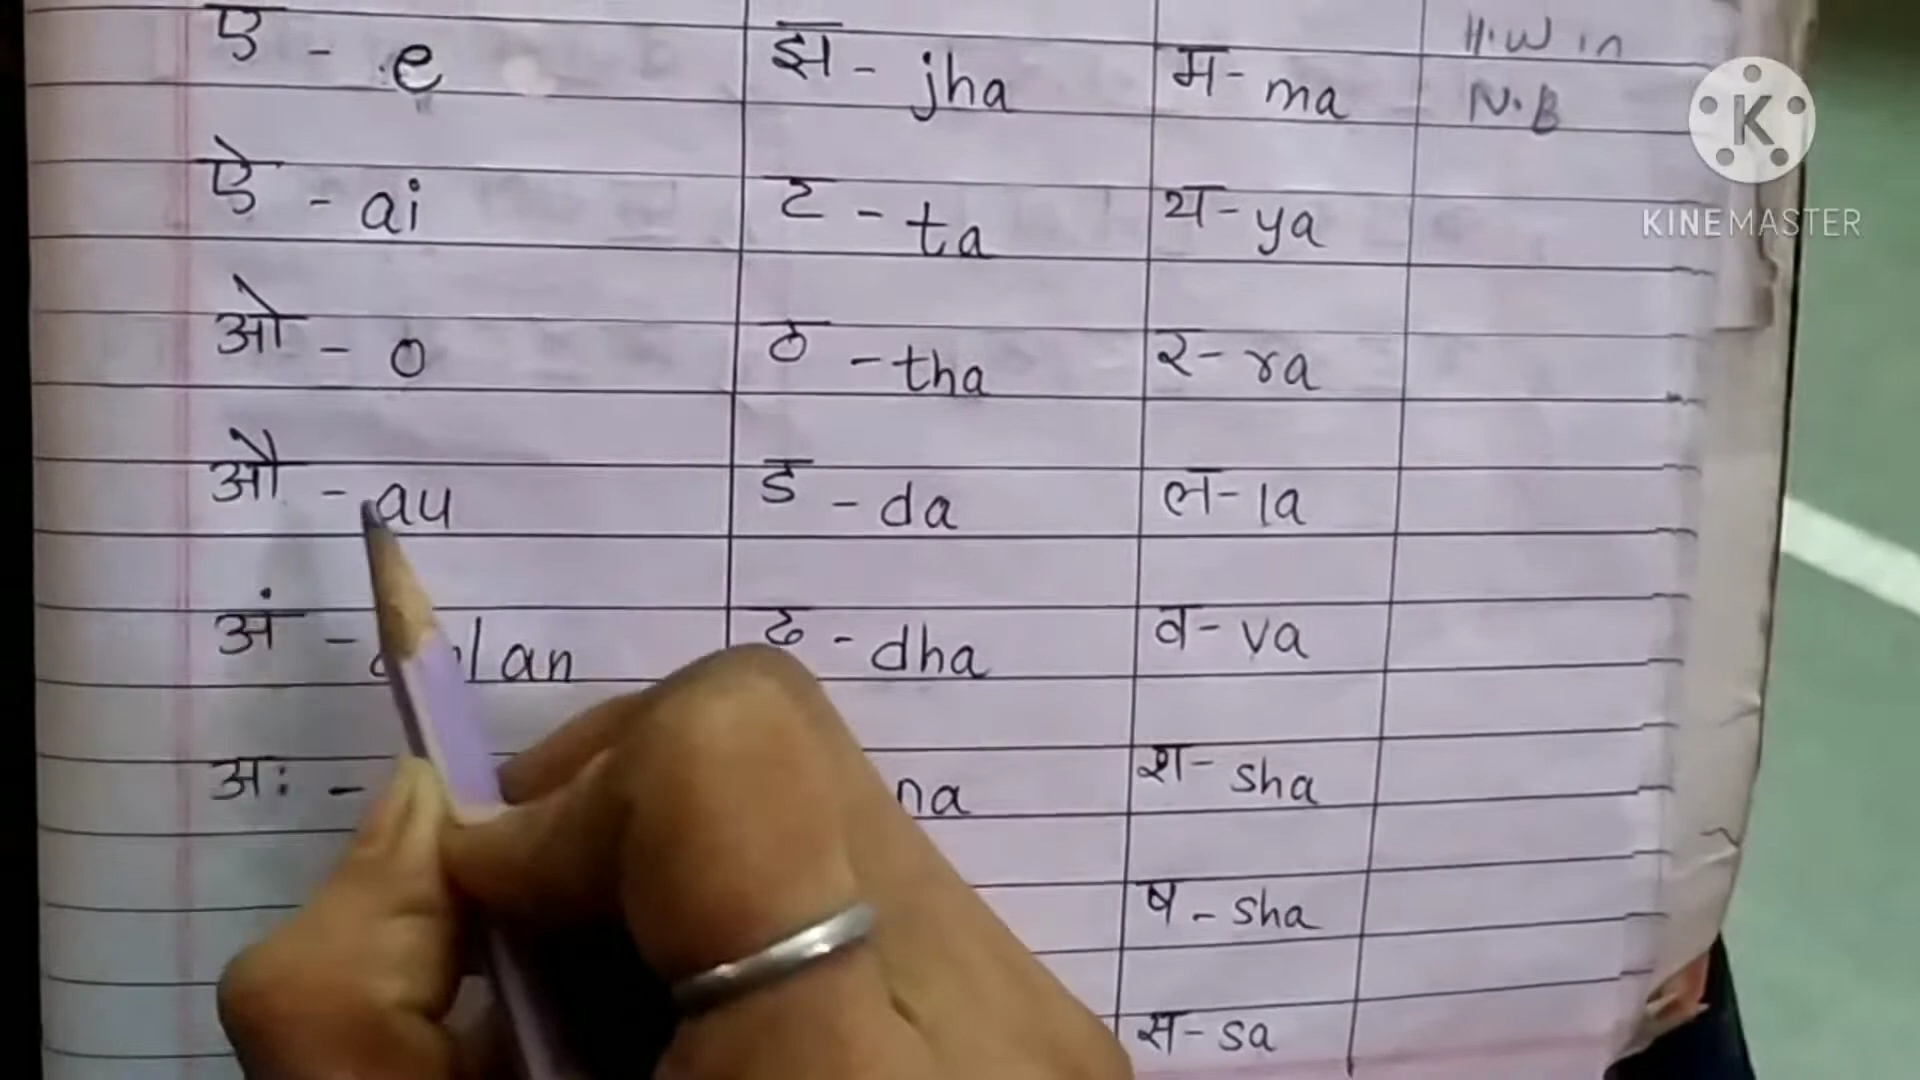 ए - e झ - jha म - ma H.W in
N.B
ऐ - ai ट - ta य - ya
ओ - o ठ - tha र - ra
औ - au ड - da ल - la
अं - /an ढ - dha व - va
अः - na श - sha
ष - sha
स - sa
K
KINEMASTER